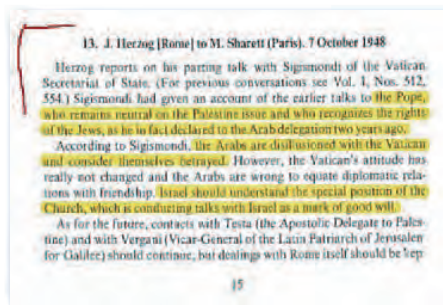 13. J. Herzog [Rome] to M. Sharett (Paris). 7 October 1948
Herzog reports on his parting talk with Sigismondi of the Vatican
Secretariat of State. (For previous conversations see Vol. 1, Nos. 512,
554.) Sigismondi had given an account of the earlier talks to the Pope,
who remains neutral on the Palestine issue and who recognizes the rights
of the Jews, as he in fact declared to the Arab delegation two years ago.
According to Sigismondi, the Arabs are disillusioned with the Vatican
and consider themselves betrayed. However, the Vatican's attitude has
really not changed and the Arabs are wrong to equate diplomatic rela-
tions with friendship. Israel should understand the special position of the
Church, which is conducting talks with Israel as a mark of good will.
As for the future, contacts with Testa (the Apostolic Delegate to Pales-
tine) and with Vergani (Vicar-General of the Latin Patriarch of Jerusalem
for Galilee) should continue, but dealings with Rome itself should be kep
15